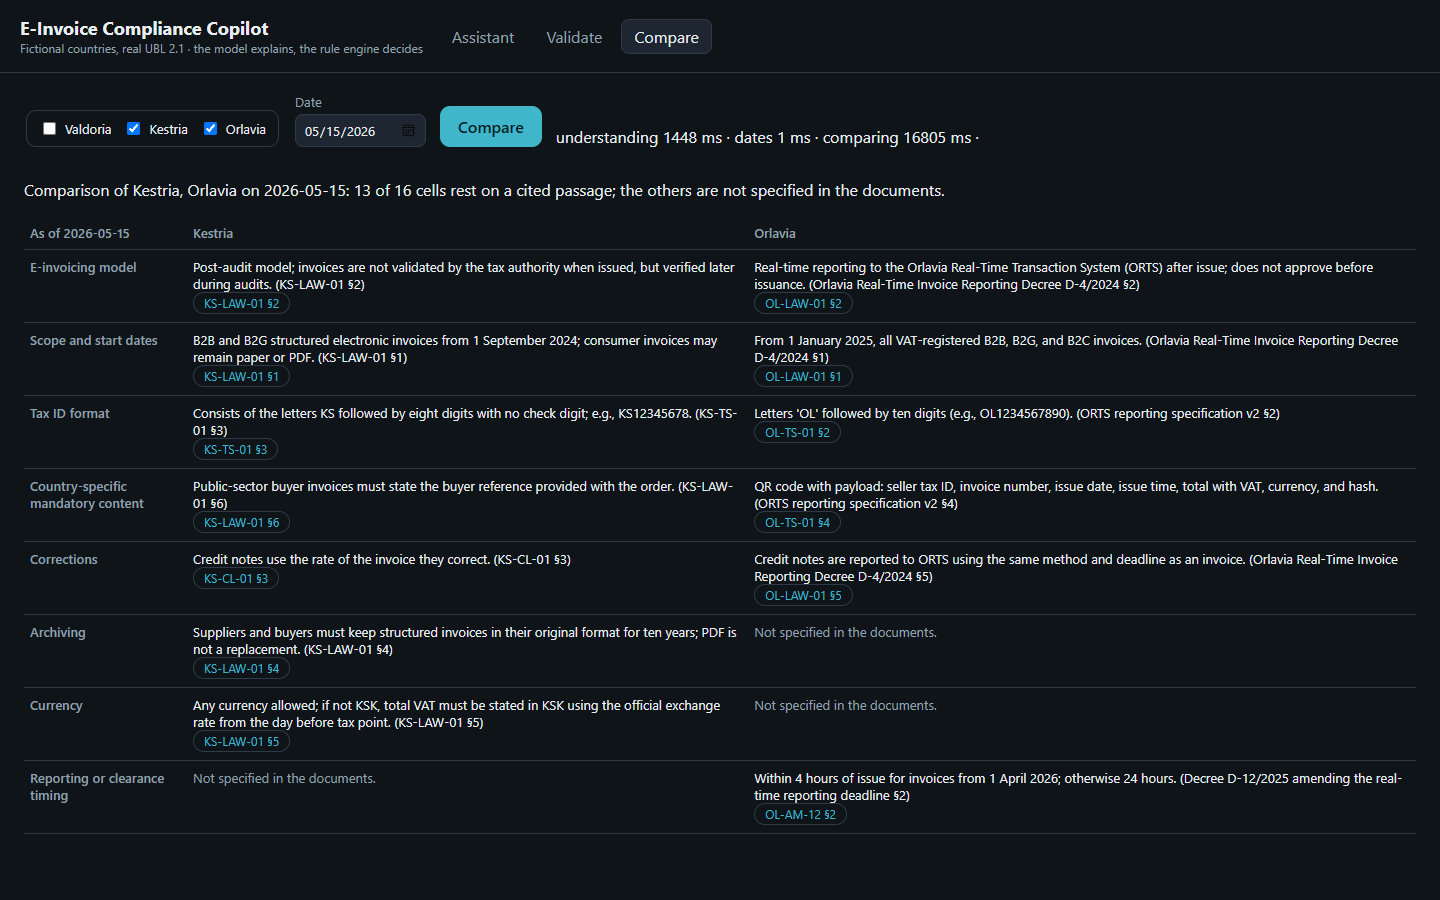 E-Invoice Compliance Copilot
Fictional countries, real UBL 2.1 · the model explains, the rule engine decides
Assistant
Validate
Compare
Valdoria
Kestria
Orlavia
Date
05/15/2026
Compare
understanding 1448 ms · dates 1 ms · comparing 16805 ms ·
Comparison of Kestria, Orlavia on 2026-05-15: 13 of 16 cells rest on a cited passage; the others are not specified in the documents.
As of 2026-05-15
Kestria
Orlavia
E-invoicing model
Post-audit model; invoices are not validated by the tax authority when issued, but verified later
during audits. (KS-LAW-01 §2)
KS-LAW-01 §2
Real-time reporting to the Orlavia Real-Time Transaction System (ORTS) after issue; does not approve before
issuance. (Orlavia Real-Time Invoice Reporting Decree D-4/2024 §2)
OL-LAW-01 §2
Scope and start dates
B2B and B2G structured electronic invoices from 1 September 2024; consumer invoices may
remain paper or PDF. (KS-LAW-01 §1)
KS-LAW-01 §1
From 1 January 2025, all VAT-registered B2B, B2G, and B2C invoices. (Orlavia Real-Time Invoice Reporting Decree
D-4/2024 §1)
OL-LAW-01 §1
Tax ID format
Consists of the letters KS followed by eight digits with no check digit; e.g., KS12345678. (KS-TS-
01 §3)
KS-TS-01 §3
Letters 'OL' followed by ten digits (e.g., OL1234567890). (ORTS reporting specification v2 §2)
OL-TS-01 §2
Country-specific
mandatory content
Public-sector buyer invoices must state the buyer reference provided with the order. (KS-LAW-
01 §6)
KS-LAW-01 §6
QR code with payload: seller tax ID, invoice number, issue date, issue time, total with VAT, currency, and hash.
(ORTS reporting specification v2 §4)
OL-TS-01 §4
Corrections
Credit notes use the rate of the invoice they correct. (KS-CL-01 §3)
KS-CL-01 §3
Credit notes are reported to ORTS using the same method and deadline as an invoice. (Orlavia Real-Time Invoice
Reporting Decree D-4/2024 §5)
OL-LAW-01 §5
Archiving
Suppliers and buyers must keep structured invoices in their original format for ten years; PDF is
not a replacement. (KS-LAW-01 §4)
KS-LAW-01 §4
Not specified in the documents.
Currency
Any currency allowed; if not KSK, total VAT must be stated in KSK using the official exchange
rate from the day before tax point. (KS-LAW-01 §5)
KS-LAW-01 §5
Not specified in the documents.
Reporting or clearance
timing
Not specified in the documents.
Within 4 hours of issue for invoices from 1 April 2026; otherwise 24 hours. (Decree D-12/2025 amending the real-
time reporting deadline §2)
OL-AM-12 §2